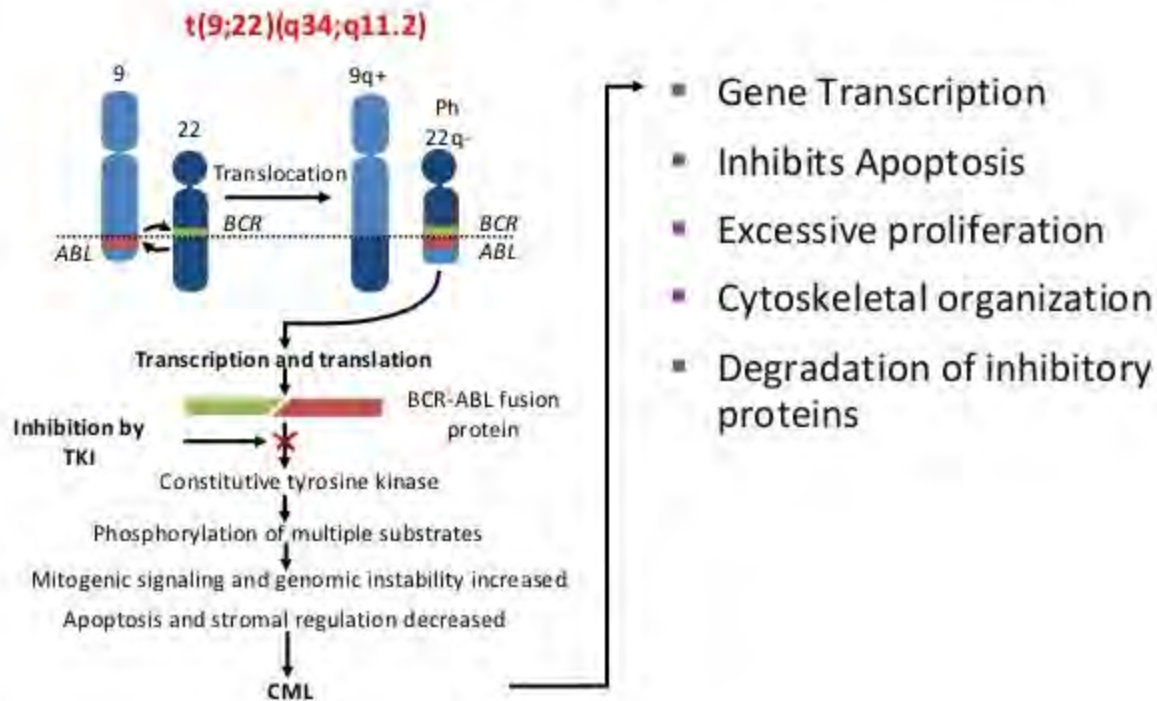 t(9;22)(q34;q11.2)
9
22
Translocation
9q+
Ph
22q-
BCR
ABL
BCR
ABL
Transcription and translation
BCR-ABL fusion
protein
Inhibition by
TKI
Constitutive tyrosine kinase
Phosphorylation of multiple substrates
Mitogenic signaling and genomic instability increased
Apoptosis and stromal regulation decreased
CML
▪ Gene Transcription
▪ Inhibits Apoptosis
▪ Excessive proliferation
▪ Cytoskeletal organization
▪ Degradation of inhibitory
proteins